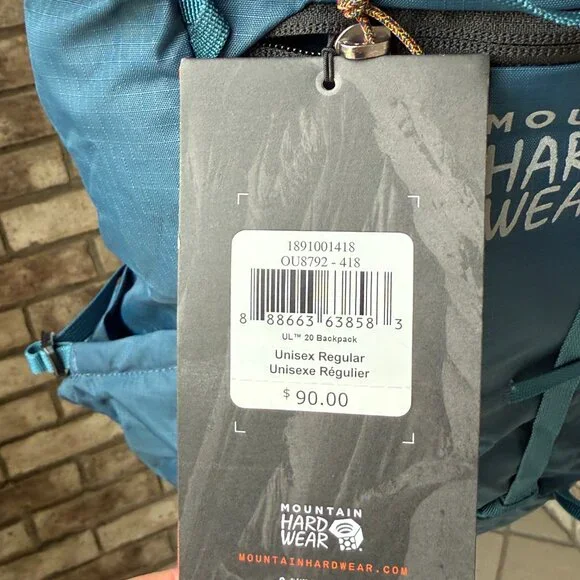 MOU
HAR
WEA
1891001418
OU8792 - 418
8 88663 63858 3
UL™ 20 Backpack
Unisex Regular
Unisexe Régulier
$ 90.00
MOUNTAIN
HARD
WEAR
MOUNTAINHARDWEAR.COM